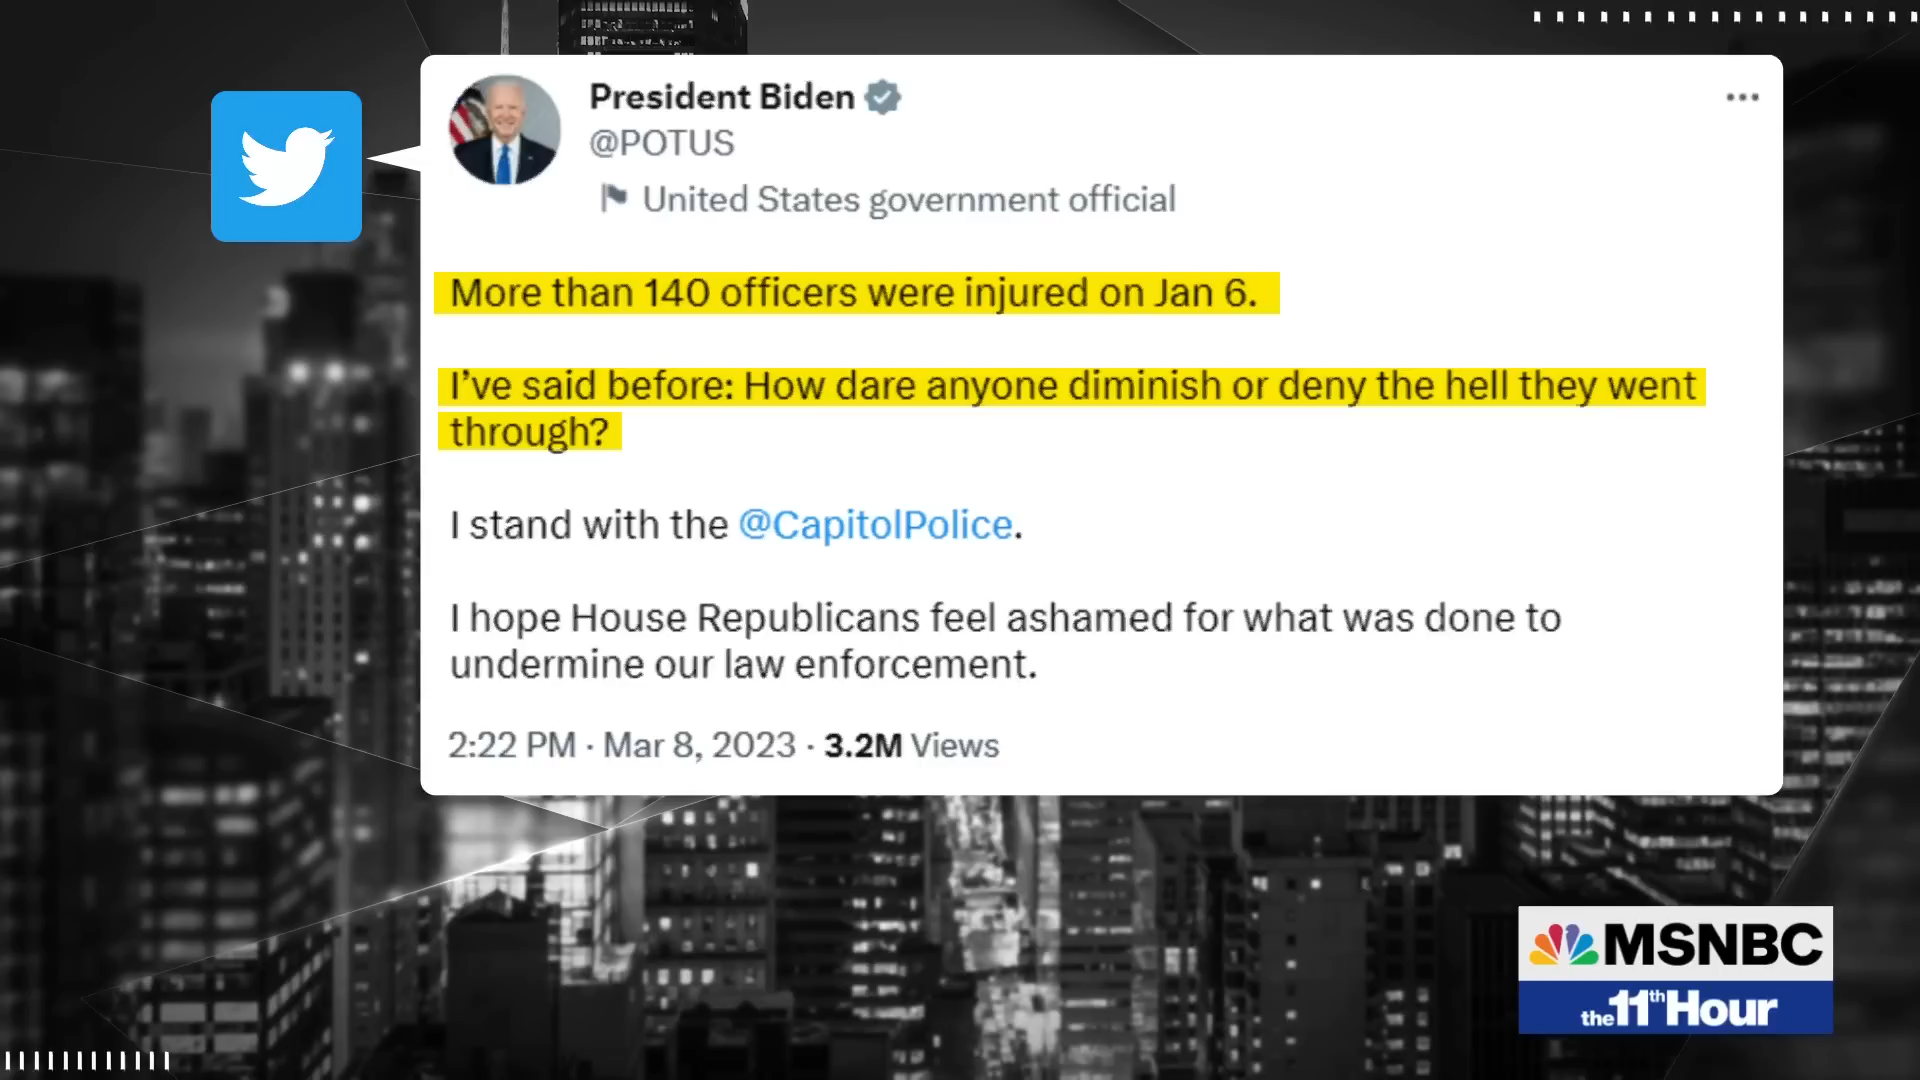 President Biden
@POTUS
United States government official
More than 140 officers were injured on Jan 6.
I’ve said before: How dare anyone diminish or deny the hell they went
through?
I stand with the @CapitolPolice.
I hope House Republicans feel ashamed for what was done to
undermine our law enforcement.
2:22 PM · Mar 8, 2023 · 3.2M Views
MSNBC
the 11th Hour